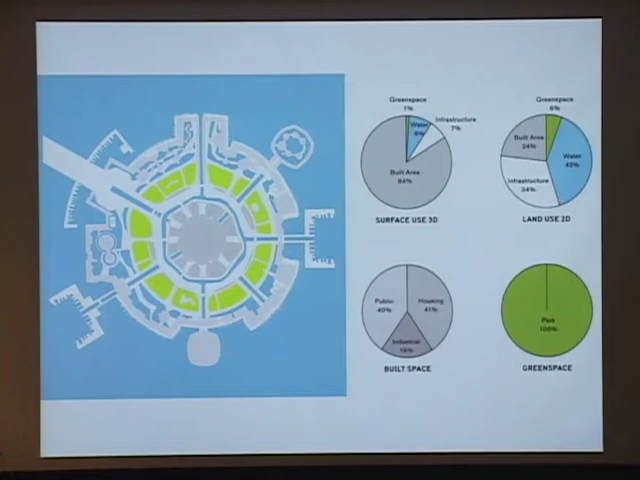 Greenspace
1%
Water
8%
Infrastructure
7%
Built Area
84%
SURFACE USE 3D
Greenspace
6%
Built Area
24%
Water
42%
Infrastructure
34%
LAND USE 2D
Public
40%
Housing
41%
Industrial
19%
BUILT SPACE
Park
100%
GREENSPACE